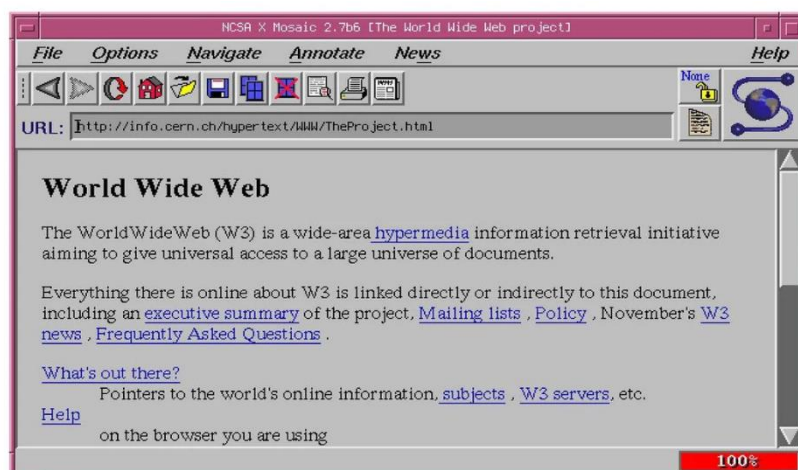 NCSA X Mosaic 2.7b6 [The World Wide Web project]
File Options Navigate Annotate News Help
None
URL: http://info.cern.ch/hypertext/WWW/TheProject.html
World Wide Web
The WorldWideWeb (W3) is a wide-area hypermedia information retrieval initiative
aiming to give universal access to a large universe of documents.
Everything there is online about W3 is linked directly or indirectly to this document,
including an executive summary of the project, Mailing lists , Policy , November's W3
news , Frequently Asked Questions .
What's out there?
Pointers to the world's online information, subjects , W3 servers, etc.
Help
on the browser you are using
100%